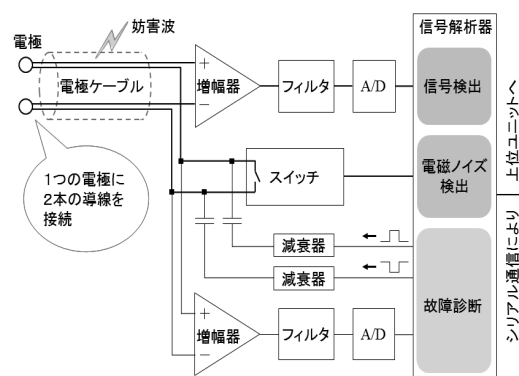 妨害波
電極
電極ケーブル
1つの電極に
2本の導線を
接続
+
−
増幅器
フィルタ
A/D
スイッチ
減衰器
減衰器
+
−
増幅器
フィルタ
A/D
信号解析器
信号検出
電磁ノイズ
検出
故障診断
シリアル通信により
上位ユニットへ